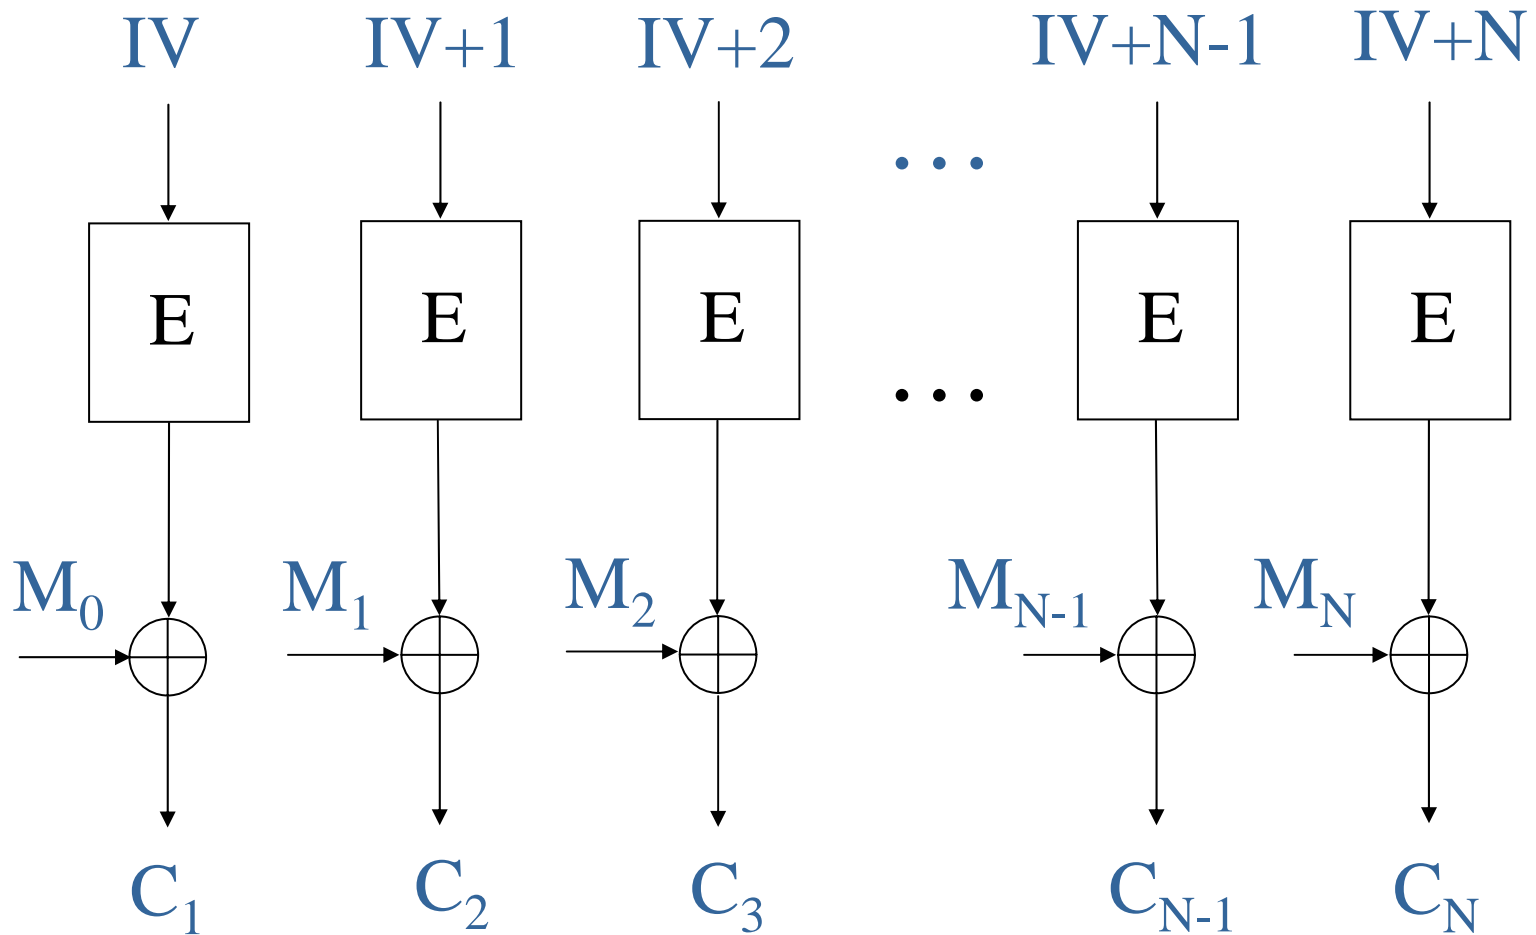 IV IV+1 IV+2 IV+N-1 IV+N
...
E E E E E
...
M0 M1 M2 MN-1 MN
C1 C2 C3 CN-1 CN